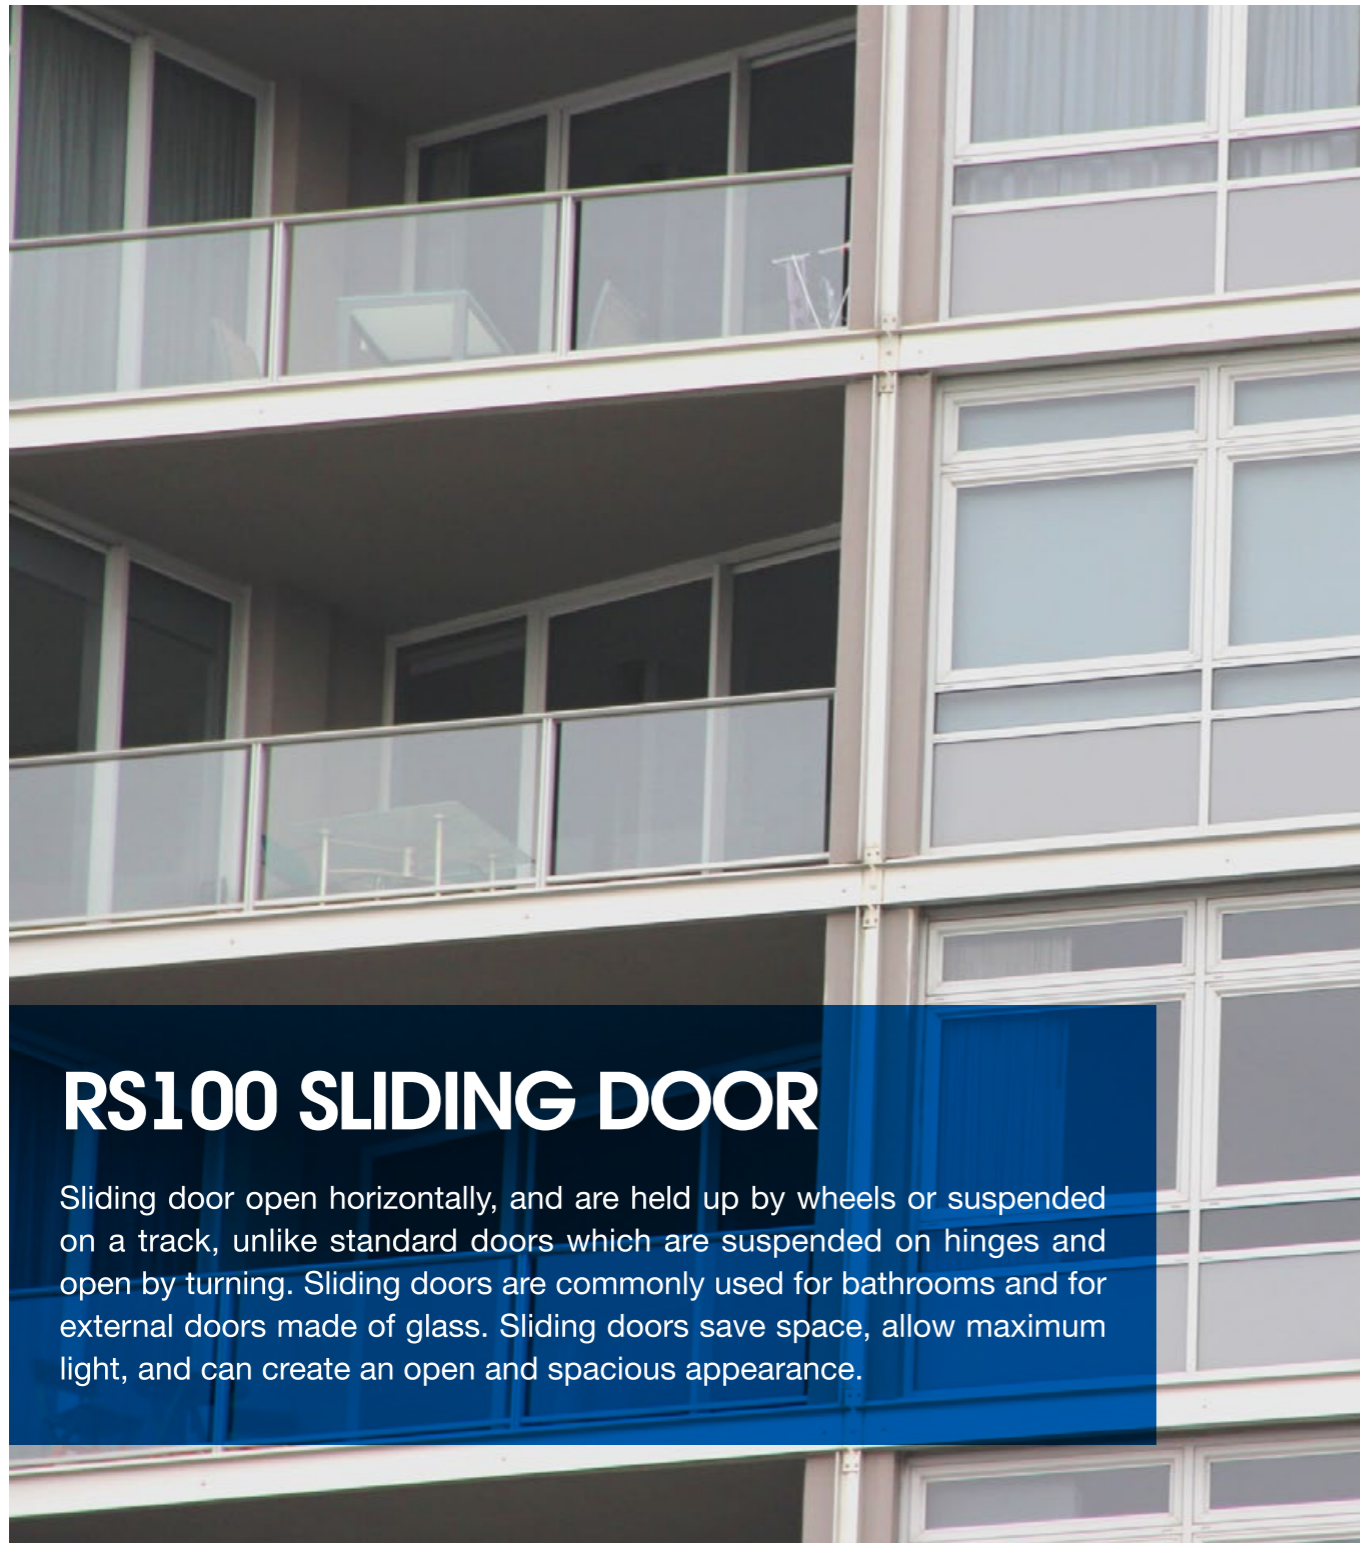 RS100 SLIDING DOOR
Sliding door open horizontally, and are held up by wheels or suspended
on a track, unlike standard doors which are suspended on hinges and
open by turning. Sliding doors are commonly used for bathrooms and for
external doors made of glass. Sliding doors save space, allow maximum
light, and can create an open and spacious appearance.